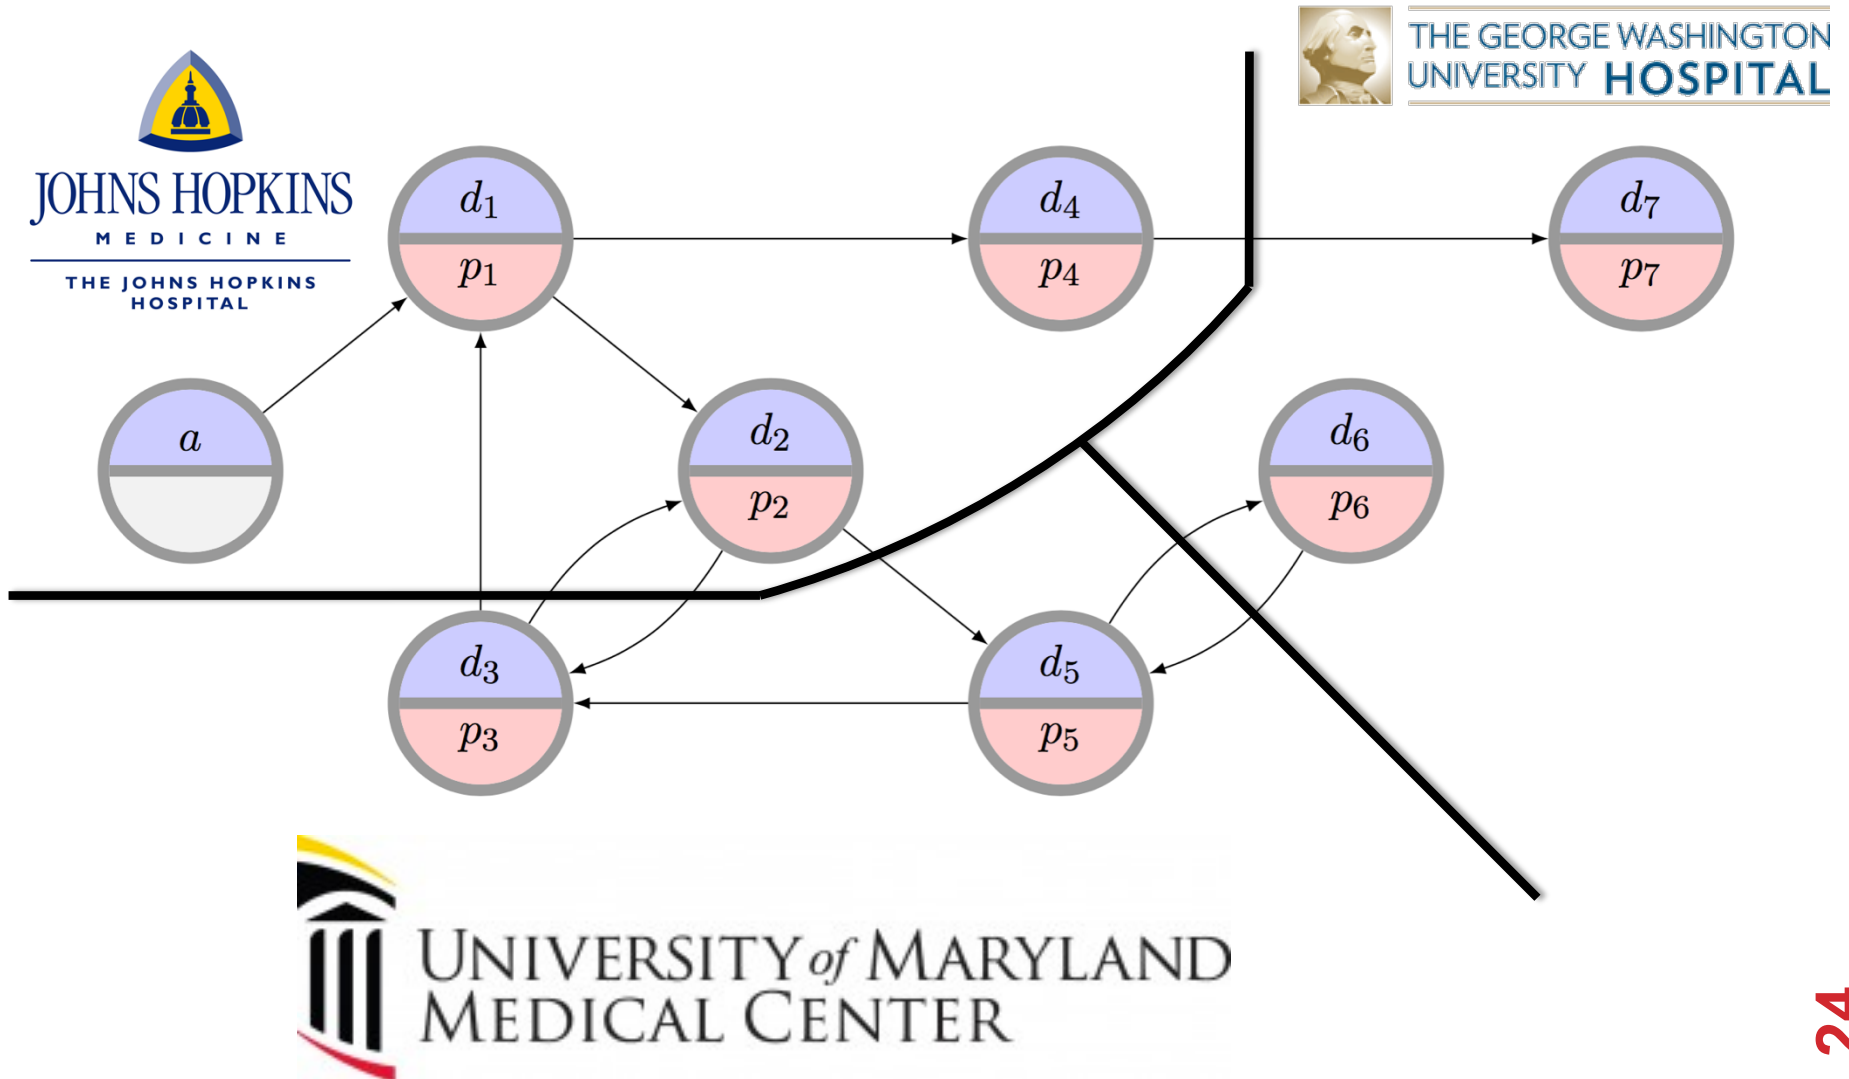 THE GEORGE WASHINGTON
UNIVERSITY HOSPITAL
JOHNS HOPKINS
MEDICINE
THE JOHNS HOPKINS
HOSPITAL
d1
p1
d4
p4
d7
p7
a
d2
p2
d6
p6
d3
p3
d5
p5
UNIVERSITY of MARYLAND
MEDICAL CENTER
24